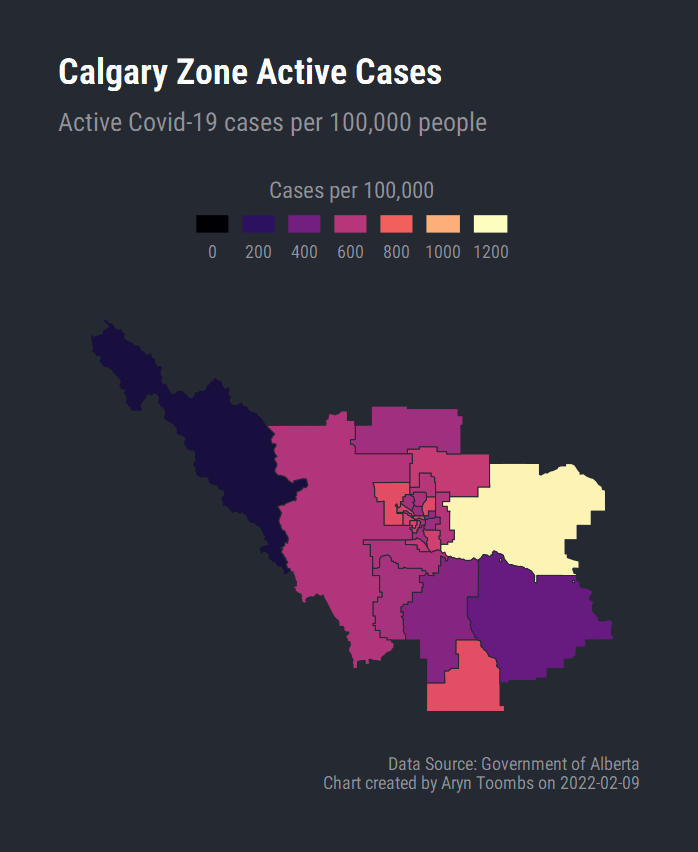 Calgary Zone Active Cases
Active Covid-19 cases per 100,000 people
Cases per 100,000
0 200 400 600 800 1000 1200
Data Source: Government of Alberta
Chart created by Aryn Toombs on 2022-02-09